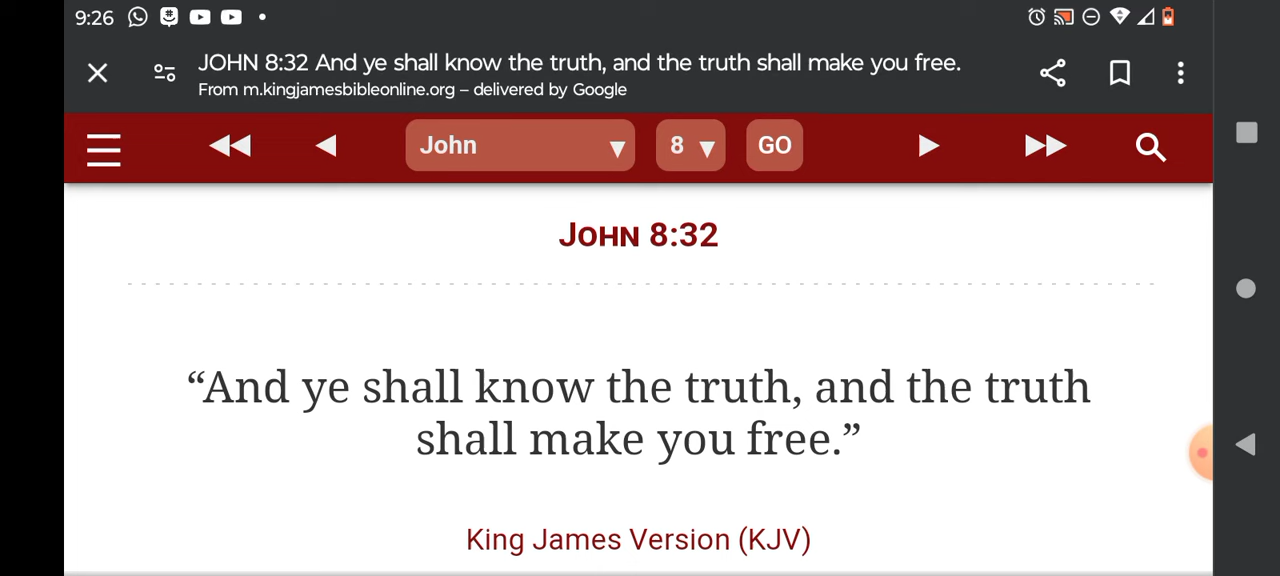 9:26
JOHN 8:32 And ye shall know the truth, and the truth shall make you free.
From m.kingjamesbibleonline.org – delivered by Google
John 8 GO
JOHN 8:32
“And ye shall know the truth, and the truth
shall make you free.”
King James Version (KJV)